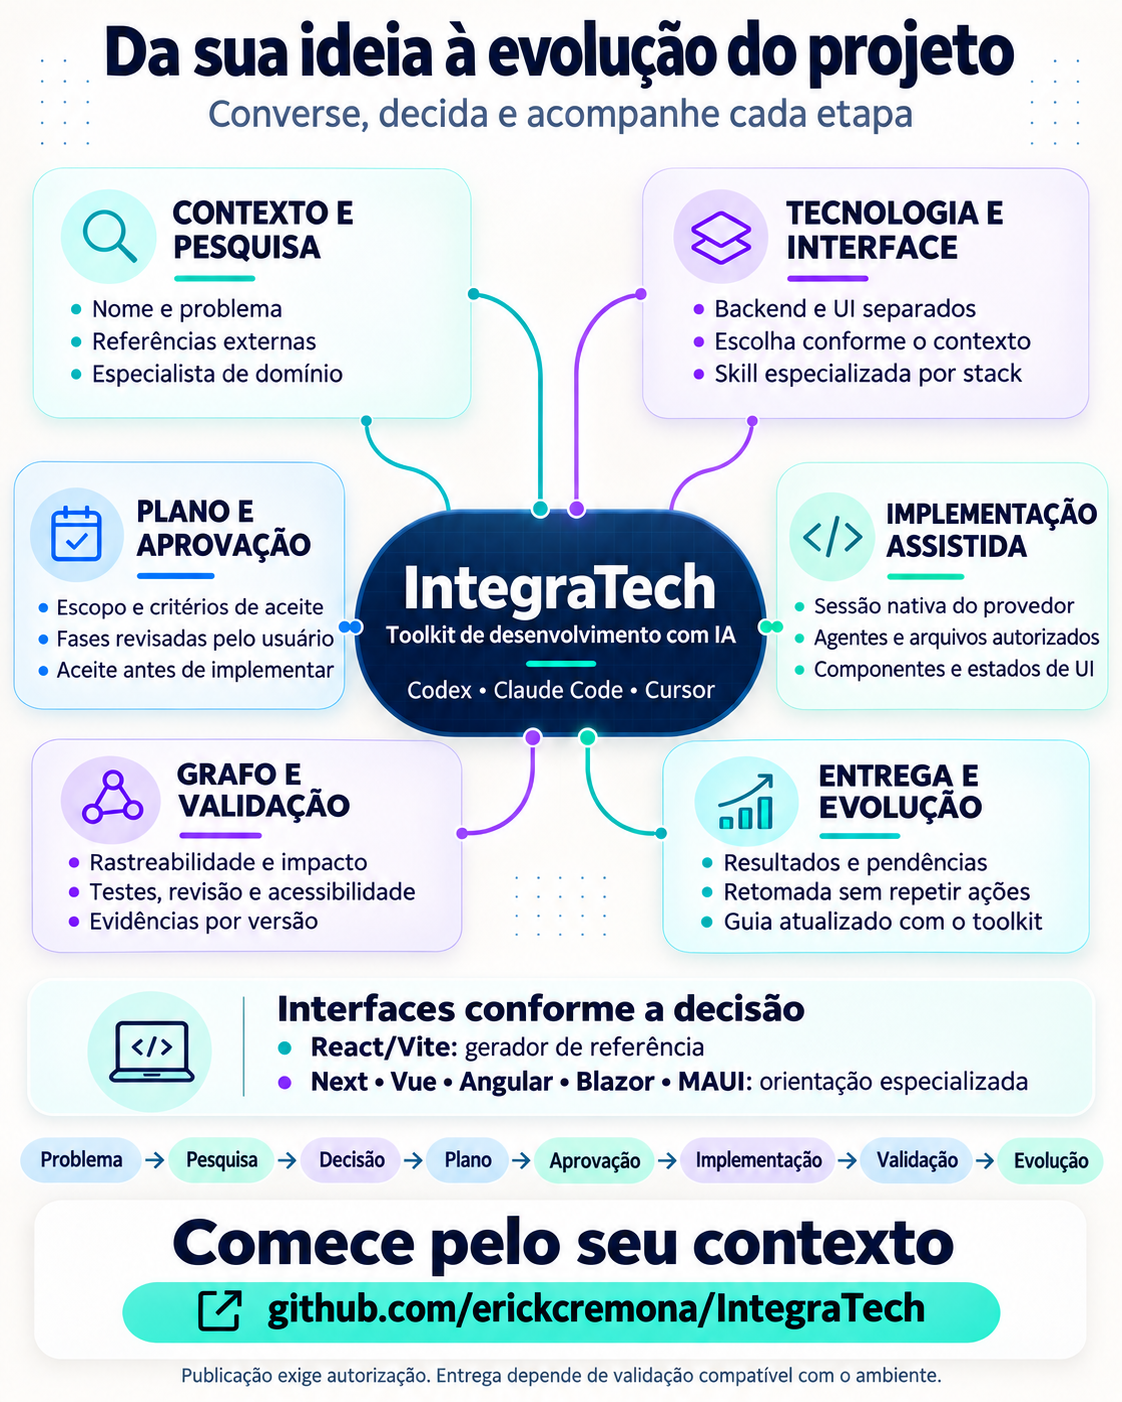 Da sua ideia à evolução do projeto
Converse, decida e acompanhe cada etapa
CONTEXTO E
PESQUISA
Nome e problema
Referências externas
Especialista de domínio
TECNOLOGIA E
INTERFACE
Backend e UI separados
Escolha conforme o contexto
Skill especializada por stack
PLANO E
APROVAÇÃO
Escopo e critérios de aceite
Fases revisadas pelo usuário
Aceite antes de implementar
IntegraTech
Toolkit de desenvolvimento com IA
Codex • Claude Code • Cursor
</>
IMPLEMENTAÇÃO
ASSISTIDA
Sessão nativa do provedor
Agentes e arquivos autorizados
Componentes e estados de UI
GRAFO E
VALIDAÇÃO
Rastreabilidade e impacto
Testes, revisão e acessibilidade
Evidências por versão
ENTREGA E
EVOLUÇÃO
Resultados e pendências
Retomada sem repetir ações
Guia atualizado com o toolkit
</>
Interfaces conforme a decisão
React/Vite: gerador de referência
Next • Vue • Angular • Blazor • MAUI: orientação especializada
Problema → Pesquisa → Decisão → Plano → Aprovação → Implementação → Validação → Evolução
Comece pelo seu contexto
github.com/erickcremona/IntegraTech
Publicação exige autorização. Entrega depende de validação compatível com o ambiente.